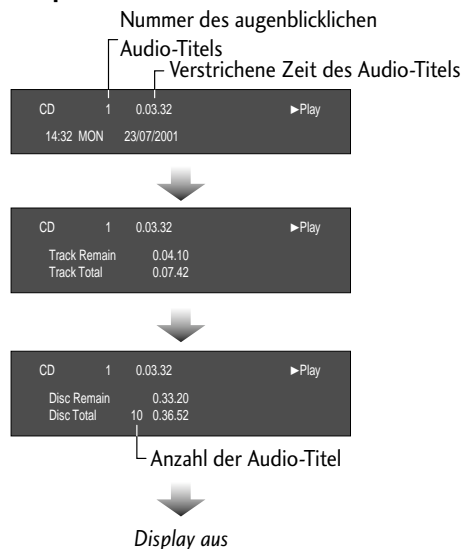 Nummer des augenblicklichen
Audio-Titels
Verstrichene Zeit des Audio-Titels
CD 1 0.03.32 ►Play
14:32 MON 23/07/2001
CD 1 0.03.32 ►Play
Track Remain 0.04.10
Track Total 0.07.42
CD 1 0.03.32 ►Play
Disc Remain 0.33.20
Disc Total 10 0.36.52
Anzahl der Audio-Titel
Display aus